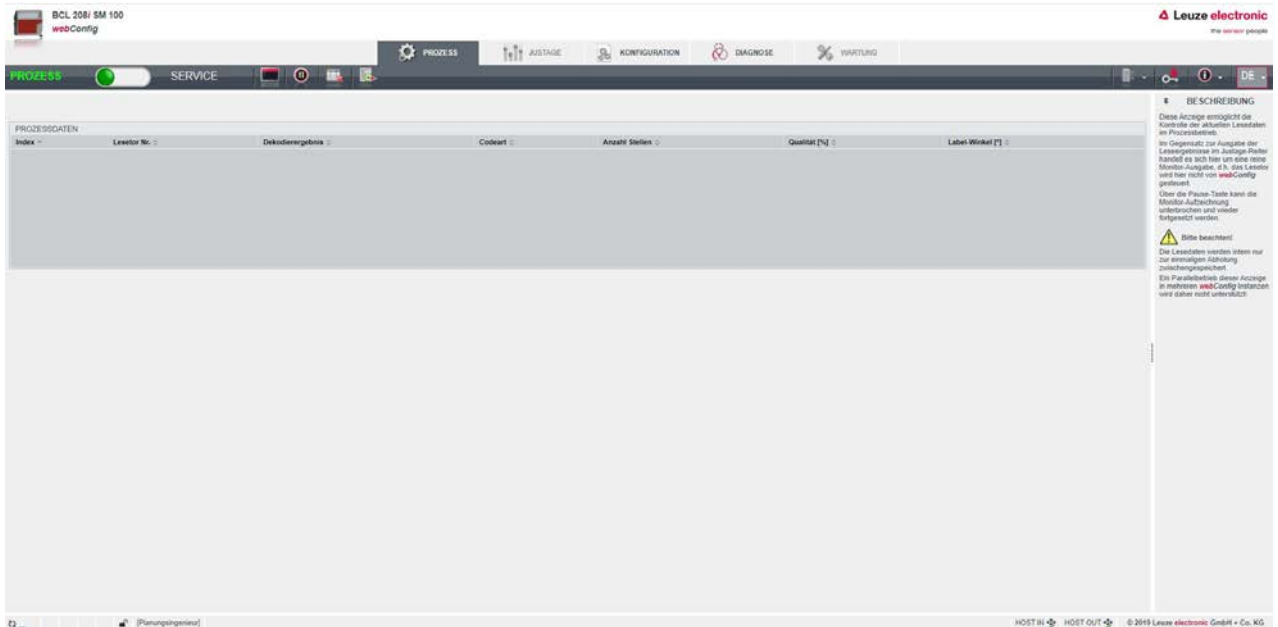 BCL 208i SM 100
webConfig
Leuze electronic
the sensor people
PROZESS
JUSTAGE
KONFIGURATION
DIAGNOSE
WARTUNG
PROZESS
SERVICE
DE
PROZESSDATEN
Index
Lesetor Nr.
Dekodierergebnis
Codeart
Anzahl Stellen
Qualität [%]
Label-Winkel [°]
BESCHREIBUNG
Diese Anzeige ermöglicht die
Kontrolle der aktuellen Lesedaten
im Prozessbetrieb.
Im Gegensatz zur Ausgabe der
Leseergebnisse im Justage-Reiter
handelt es sich hier um eine reine
Monitor-Ausgabe, d.h. das Lesetor
wird hier nicht von webConfig
gesteuert.
Über die Pause-Taste kann die
Monitor-Aufzeichnung
unterbrochen und wieder
fortgesetzt werden.
Bitte beachten!
Die Lesedaten werden intern nur
zur einmaligen Abholung
zwischengespeichert.
Ein Parallelbetrieb dieser Anzeige
in mehreren webConfig Instanzen
wird daher nicht unterstützt!
[Planungsingenieur]
HOST IN
HOST OUT
© 2019 Leuze electronic GmbH + Co. KG